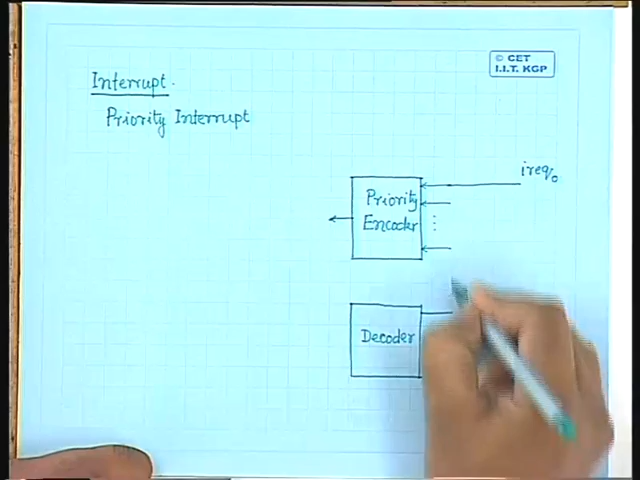 © CET
I.I.T. KGP
Interrupt.
Priority Interrupt
ireq0
Priority
Encoder
Decoder